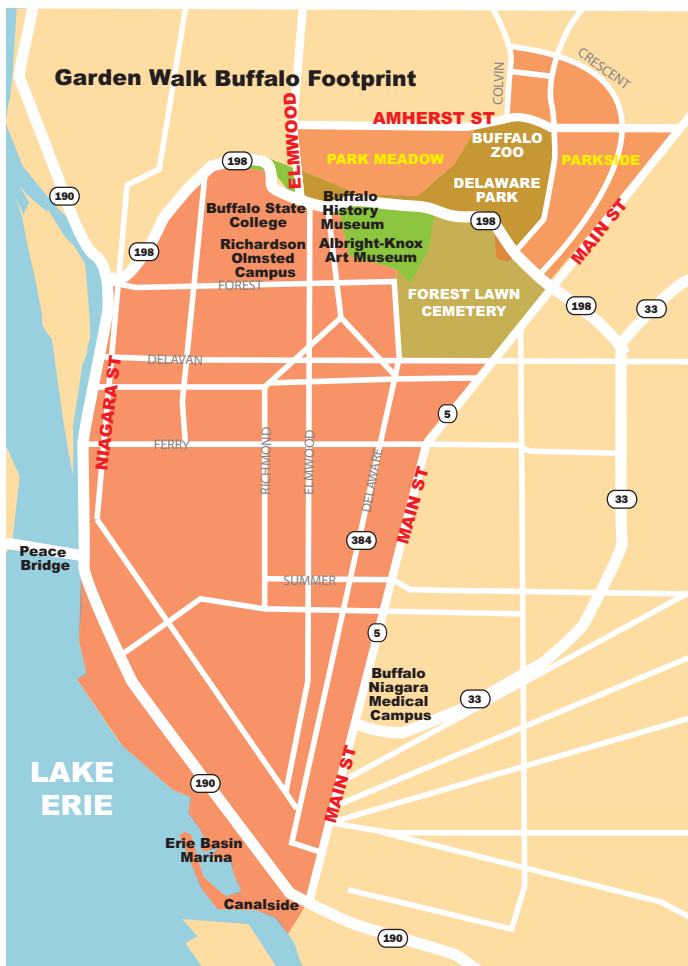 CRESCENT
COLVIN
Garden Walk Buffalo Footprint
ELMWOOD
AMHERST ST
BUFFALO
ZOO
PARK MEADOW
PARKSIDE
198
DELAWARE
PARK
190
Buffalo State
College
Buffalo
History
Museum
198
MAIN ST
198
Richardson
Olmsted
Campus
Albright-Knox
Art Museum
FOREST
FOREST LAWN
CEMETERY
198
33
DELAVAN
NIAGARA ST
5
FERRY
RICHMOND
ELMWOOD
DELAWARE
MAIN ST
33
384
Peace
Bridge
SUMMER
5
Buffalo
Niagara
Medical
Campus
33
LAKE
ERIE
190
MAIN ST
Erie Basin
Marina
Canalside
190